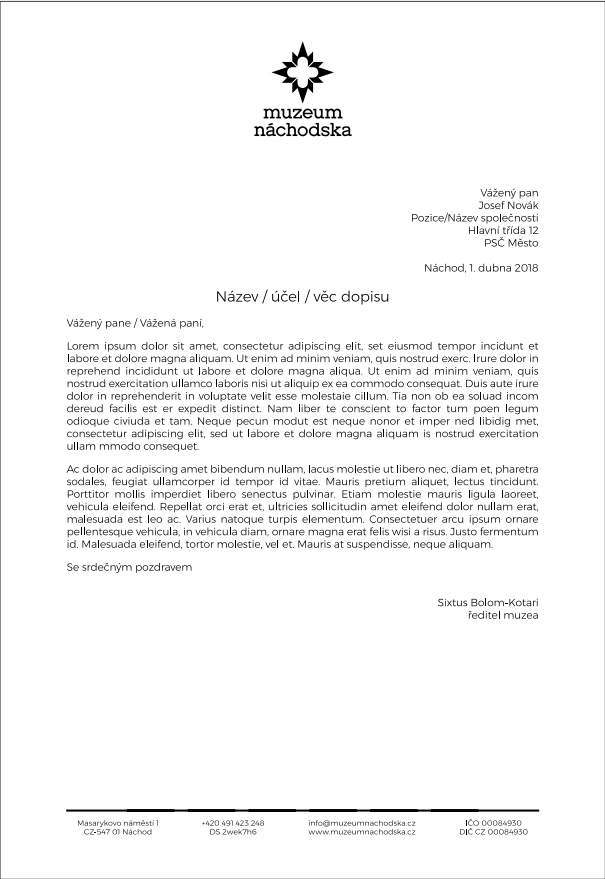 muzeum
náchodska
Vážený pan
Josef Novák
Pozice/Název společnosti
Hlavní třída 12
PSČ Město
Náchod, 1. dubna 2018
Název / účel / věc dopisu
Vážený pane / Vážená paní,
Lorem ipsum dolor sit amet, consectetur adipiscing elit, set eiusmod tempor incidunt et
labore et dolore magna aliquam. Ut enim ad minim veniam, quis nostrud exerc. Irure dolor in
reprehend incididunt ut labore et dolore magna aliqua. Ut enim ad minim veniam, quis
nostrud exercitation ullamco laboris nisi ut aliquip ex ea commodo consequat. Duis aute irure
dolor in reprehenderit in voluptate velit esse molestaie cillum. Tia non ob ea soluad incom
dereud facilis est er expedit distinct. Nam liber te conscient to factor tum poen legum
odioque civiuda et tam. Neque pecun modut est neque nonor et imper ned libidig met,
consectetur adipiscing elit, sed ut labore et dolore magna aliquam is nostrud exercitation
ullam mmodo consequet.
Ac dolor ac adipiscing amet bibendum nullam, lacus molestie ut libero nec, diam et, pharetra
sodales, feugiat ullamcorper id tempor id vitae. Mauris pretium aliquet, lectus tincidunt.
Porttitor mollis imperdiet libero senectus pulvinar. Etiam molestie mauris ligula laoreet,
vehicula eleifend. Repellat orci erat et, ultricies sollicitudin amet eleifend dolor nullam erat,
malesuada est leo ac. Varius natoque turpis elementum. Consectetuer arcu ipsum ornare
pellentesque vehicula, in vehicula diam, ornare magna erat felis wisi a risus. Justo fermentum
id. Malesuada eleifend, tortor molestie, vel et. Mauris at suspendisse, neque aliquam.
Se srdečným pozdravem
Sixtus Bolom-Kotari
ředitel muzea
Masarykovo náměstí 1
CZ-547 01 Náchod
+420 491 423 248
DS 2wek7h6
info@muzeumnachodska.cz
www.muzeumnachodska.cz
IČO 00084930
DIČ CZ 00084930